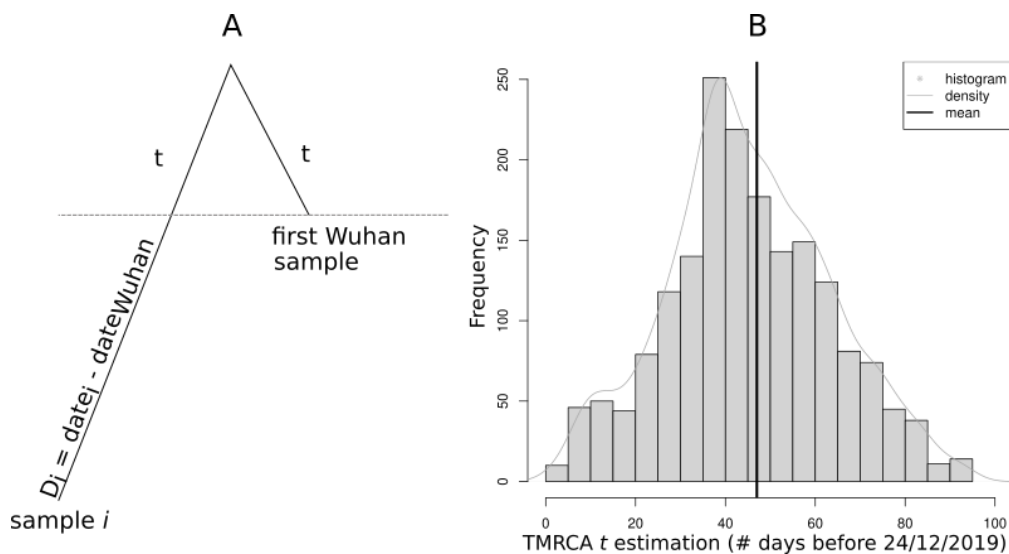 A
t
t
first Wuhan
sample
Di = datei - dateWuhan
sample i
B
histogram
density
mean
Frequency
250
200
150
100
50
0
0 20 40 60 80 100
TMRCA t estimation (# days before 24/12/2019)